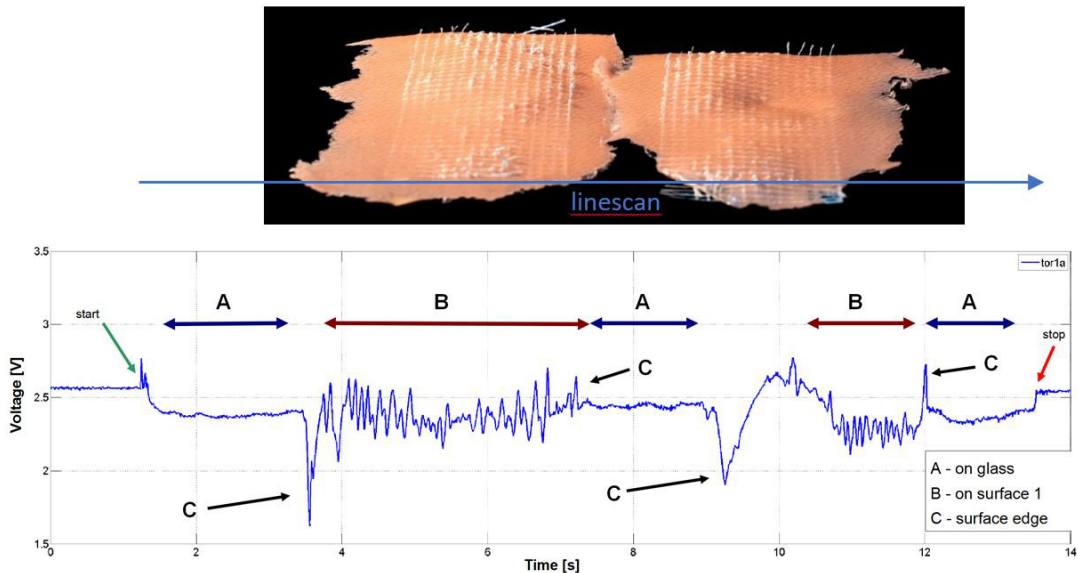 linescan
3.5
3
2.5
2
1.5
Voltage [V]
tor1a
start
A
B
A
B
A
stop
C
C
C
C
A - on glass
B - on surface 1
C - surface edge
0
2
4
6
8
10
12
14
Time [s]